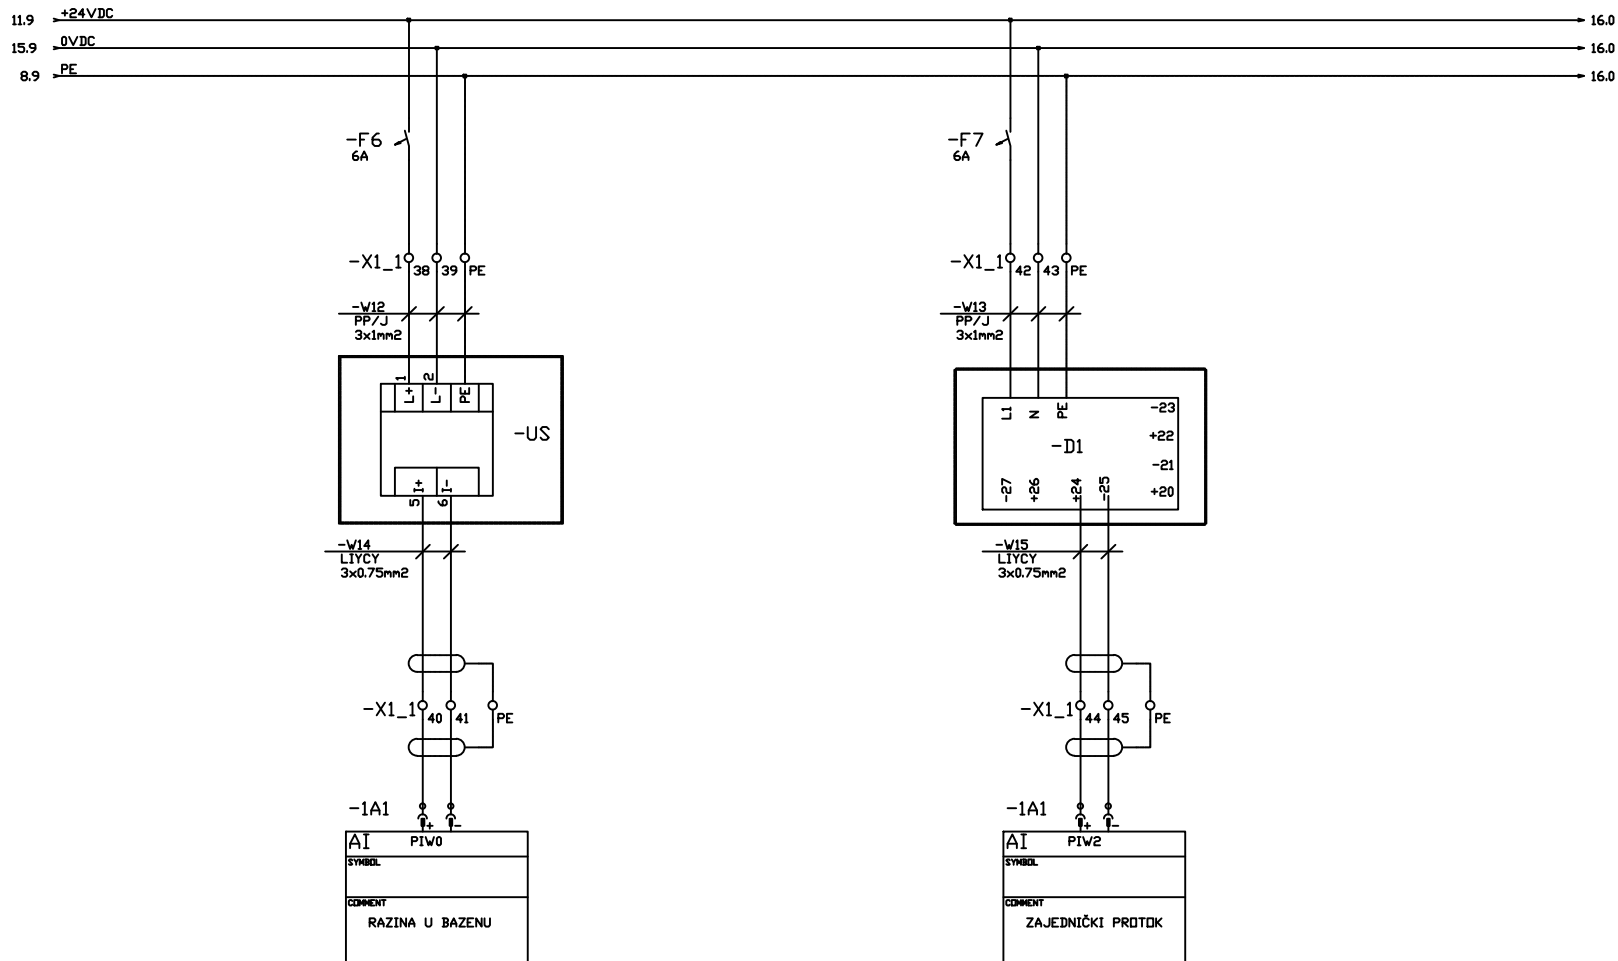 11.9 +24VDC 16.0
15.9 0VDC 16.0
8.9 PE 16.0
-F6
6A
-F7
6A
-X1_1 38 39 PE
-X1_1 42 43 PE
-W12
PP/J
3x1mm2
-W13
PP/J
3x1mm2
1 2
L+ L- PE
-US
I+ I-
5 6
L1 N PE
-23
+22
-21
+20
-D1
-27 +26 +24 -25
-W14
LIYCY
3x0.75mm2
-W15
LIYCY
3x0.75mm2
-X1_1 40 41 PE
-X1_1 44 45 PE
-1A1
+ -
AI PIW0
SYMBOL
COMMENT
RAZINA U BAZENU
-1A1
+ -
AI PIW2
SYMBOL
COMMENT
ZAJEDNIČKI PROTOK